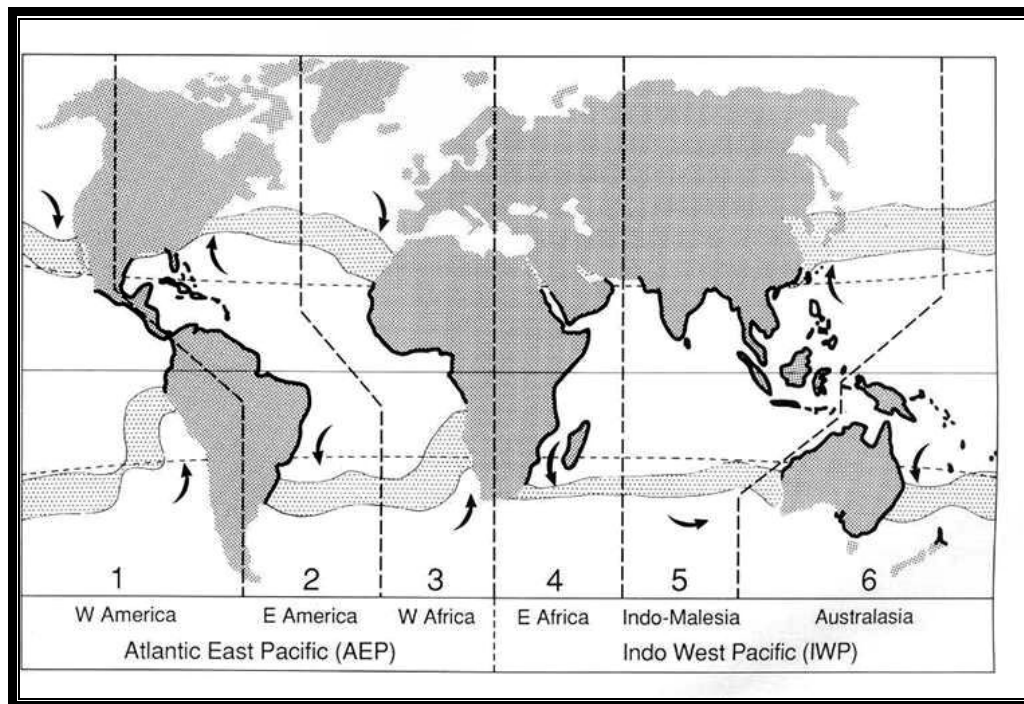 1 2 3 4 5 6
W America E America W Africa E Africa Indo-Malesia Australasia
Atlantic East Pacific (AEP) Indo West Pacific (IWP)